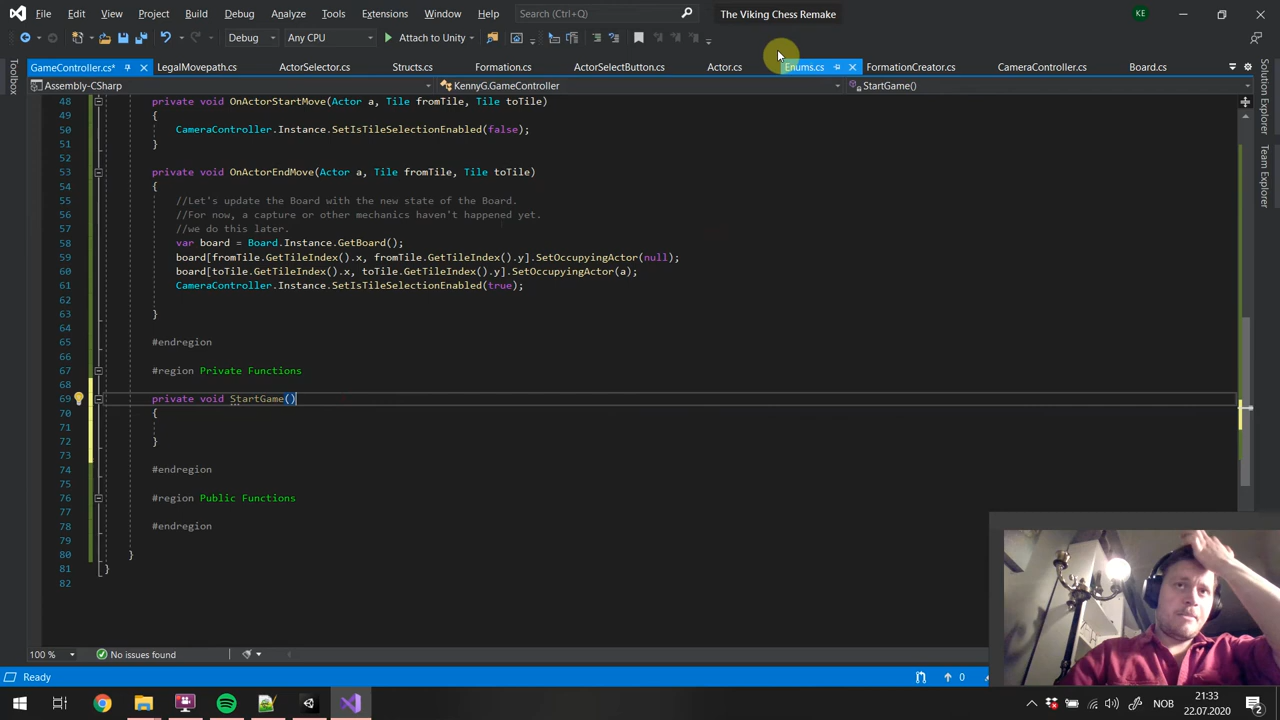 File Edit View Project Build Debug Analyze Tools Extensions Window Help Search (Ctrl+Q) The Viking Chess Remake KE
Debug Any CPU Attach to Unity
GameController.cs* LegalMovepath.cs ActorSelector.cs Structs.cs Formation.cs ActorSelectButton.cs Actor.cs Enums.cs FormationCreator.cs CameraController.cs Board.cs
Assembly-CSharp KennyG.GameController StartGame()
Toolbox
Solution Explorer
Team Explorer
48 private void OnActorStartMove(Actor a, Tile fromTile, Tile toTile)
49 {
50 CameraController.Instance.SetIsTileSelectionEnabled(false);
51 }
52
53 private void OnActorEndMove(Actor a, Tile fromTile, Tile toTile)
54 {
55 //Let's update the Board with the new state of the Board.
56 //For now, a capture or other mechanics haven't happened yet.
57 //we do this later.
58 var board = Board.Instance.GetBoard();
59 board[fromTile.GetTileIndex().x, fromTile.GetTileIndex().y].SetOccupyingActor(null);
60 board[toTile.GetTileIndex().x, toTile.GetTileIndex().y].SetOccupyingActor(a);
61 CameraController.Instance.SetIsTileSelectionEnabled(true);
62
63 }
64
65 #endregion
66
67 #region Private Functions
68
69 private void StartGame()
70 {
71
72 }
73
74 #endregion
75
76 #region Public Functions
77
78 #endregion
79
80 }
81 }
82
100 % No issues found
Ready 0
NOB 21:33
22.07.2020 2